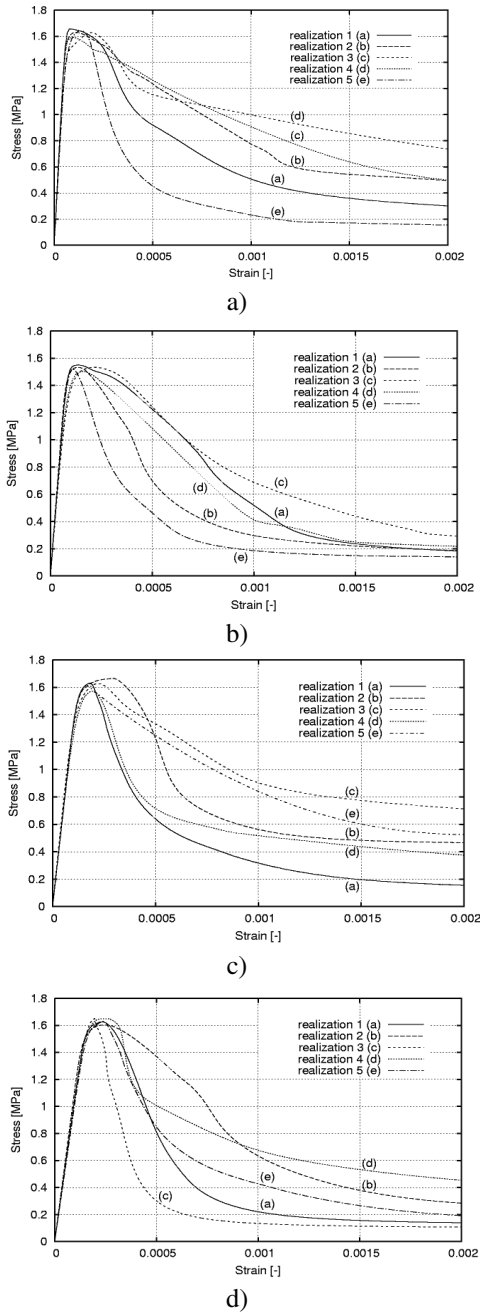 1.8
1.6
1.4
1.2
1
0.8
0.6
0.4
0.2
0
Stress [MPa]
realization 1 (a)
realization 2 (b)
realization 3 (c)
realization 4 (d)
realization 5 (e)
(d)
(c)
(b)
(a)
(e)
0 0.0005 0.001 0.0015 0.002
Strain [-]
a)
1.8
1.6
1.4
1.2
1
0.8
0.6
0.4
0.2
0
Stress [MPa]
realization 1 (a)
realization 2 (b)
realization 3 (c)
realization 4 (d)
realization 5 (e)
(c)
(d)
(a)
(b)
(e)
0 0.0005 0.001 0.0015 0.002
Strain [-]
b)
1.8
1.6
1.4
1.2
1
0.8
0.6
0.4
0.2
0
Stress [MPa]
realization 1 (a)
realization 2 (b)
realization 3 (c)
realization 4 (d)
realization 5 (e)
(c)
(e)
(b)
(d)
(a)
0 0.0005 0.001 0.0015 0.002
Strain [-]
c)
1.8
1.6
1.4
1.2
1
0.8
0.6
0.4
0.2
0
Stress [MPa]
realization 1 (a)
realization 2 (b)
realization 3 (c)
realization 4 (d)
realization 5 (e)
(d)
(e)
(b)
(c)
(a)
0 0.0005 0.001 0.0015 0.002
Strain [-]
d)